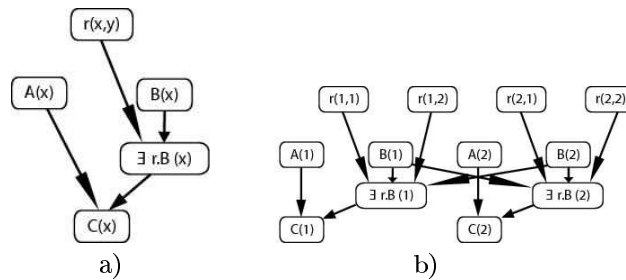 r(x,y)
A(x)
B(x)
∃ r.B (x)
C(x)
a)
r(1,1)
r(1,2)
r(2,1)
r(2,2)
A(1)
B(1)
A(2)
B(2)
∃ r.B (1)
∃ r.B (2)
C(1)
C(2)
b)